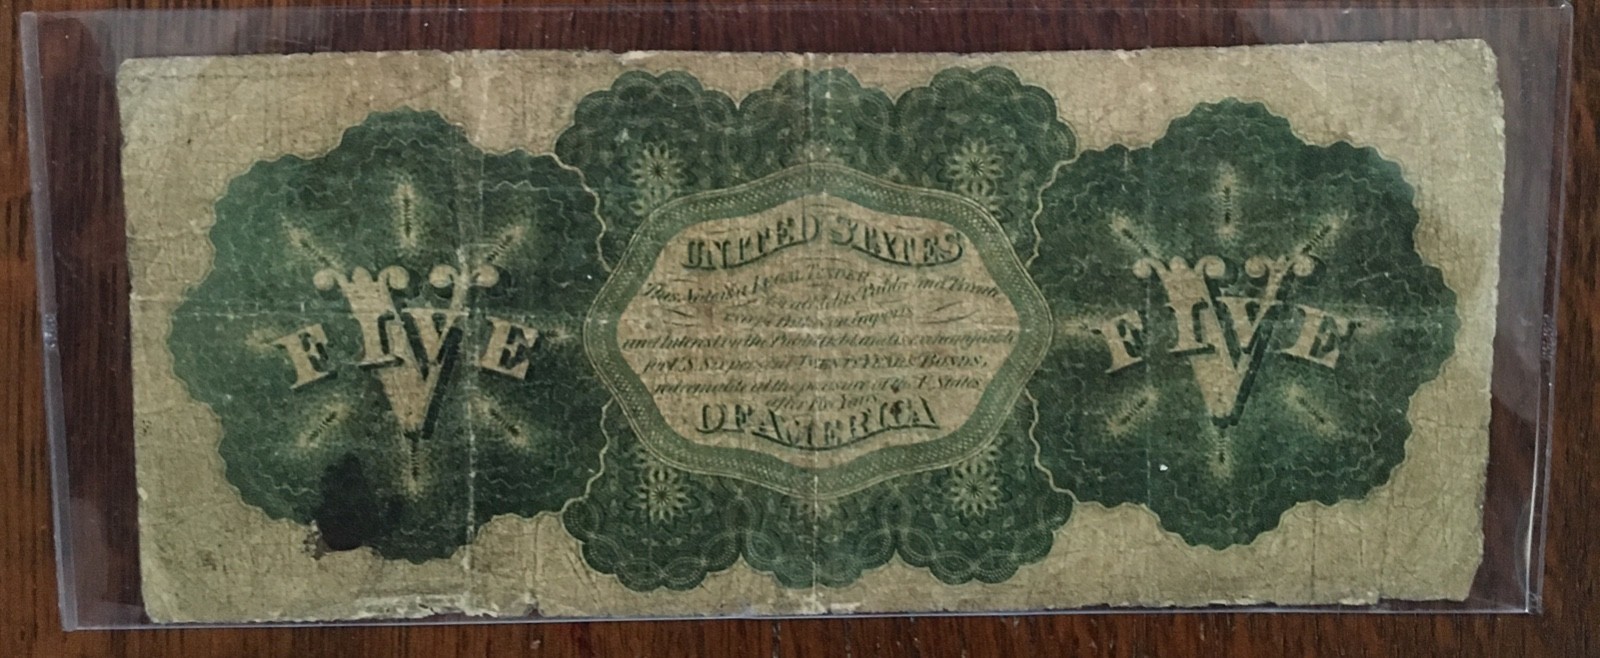 FIVE
V
UNITED STATES
This Note is a LEGAL TENDER
for all debts, Public and Private
except Duties on Imports
and Interest on the Public Debt, and is exchangeable
for U.S. Six per cent TWENTY YEARS BONDS,
redeemable at the pleasure of the U. States
after Five Years
OF AMERICA
FIVE
V